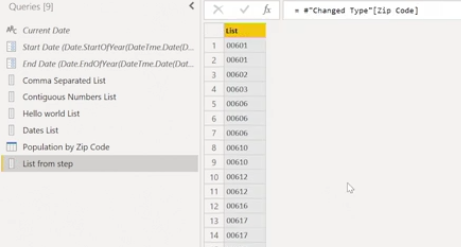 Queries [9]
fx
= #"Changed Type"[Zip Code]
Current Date
Start Date (Date.StartOfYear(DateTme.Date(D...
End Date (Date.EndOfYear(DateTme.Date(Dat...
Comma Separated List
Contiguous Numbers List
Hello world List
Dates List
Population by Zip Code
List from step
List
1 00601
2 00601
3 00602
4 00603
5 00606
6 00606
7 00606
8 00610
9 00610
10 00612
11 00612
12 00616
13 00617
14 00617